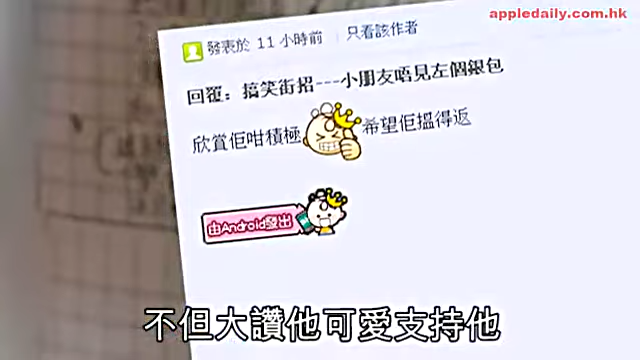 appledaily.com.hk
發表於 11 小時前 只看該作者
回覆：搞笑街招---小朋友唔見左個銀包
欣賞佢咁積極 希望佢搵得返
由Android發出
不但大讚他可愛支持他